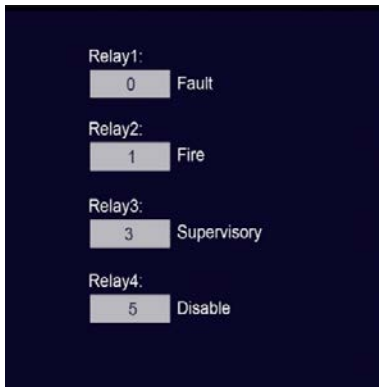 Relay1:
0 Fault
Relay2:
1 Fire
Relay3:
3 Supervisory
Relay4:
5 Disable